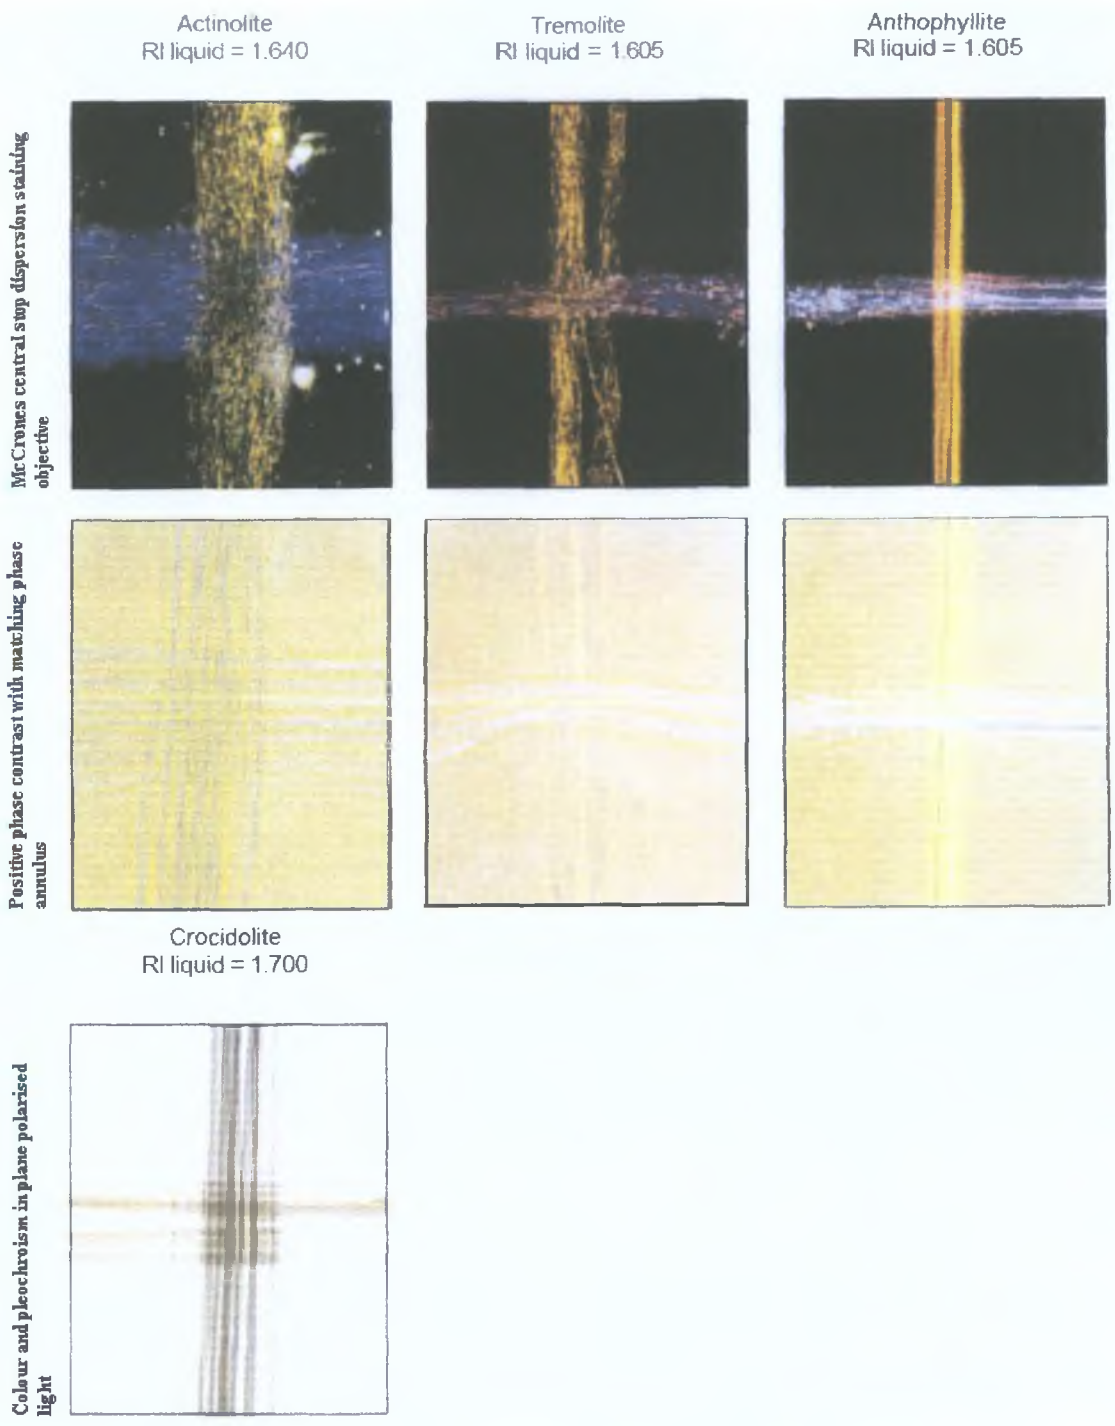 Actinolite
RI liquid = 1.640
Tremolite
RI liquid = 1.605
Anthophyllite
RI liquid = 1.605
McCrones central stop dispersion staining
objective
Positive phase contrast with matching phase
annulus
Crocidolite
RI liquid = 1.700
Colour and pleochroism in plane polarised
light